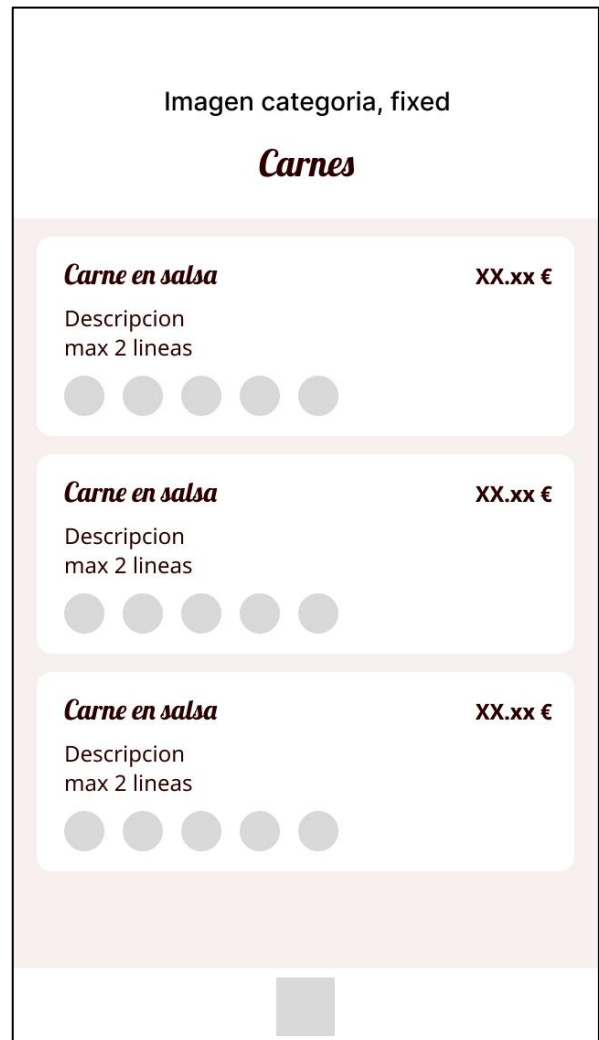 Imagen categoria, fixed
Carnes
Carne en salsa XX.xx €
Descripcion
max 2 lineas
Carne en salsa XX.xx €
Descripcion
max 2 lineas
Carne en salsa XX.xx €
Descripcion
max 2 lineas